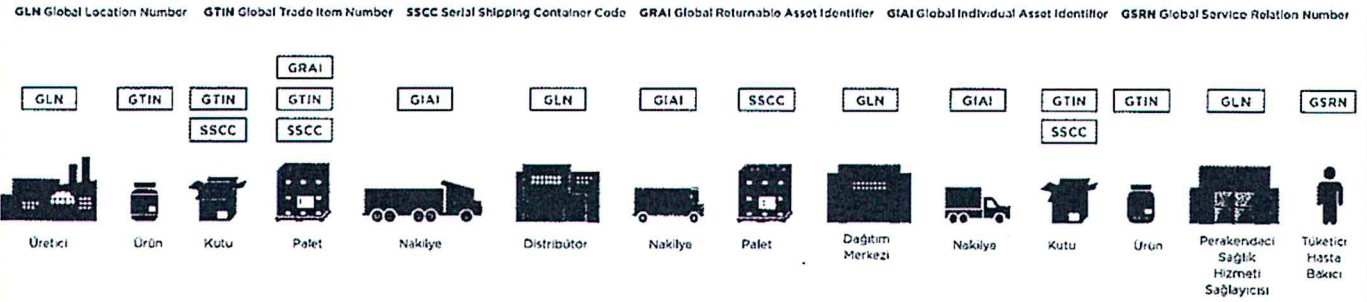 GLN Global Location Number GTIN Global Trade Item Number SSCC Serial Shipping Container Code GRAI Global Returnable Asset Identifier GIAI Global Individual Asset Identifior GSRN Global Service Relation Number
GRAI
GLN GTIN GTIN GTIN GIAI GLN GIAI SSCC GLN GIAI GTIN GTIN GLN GSRN
SSCC SSCC SSCC
Üretici Ürün Kutu Palet Nakliye Distribütör Nakliye Palet Dağıtım Nakliye Kutu Ürün Perakendeci Tüketici
Merkezi Sağlık Hasta
Hizmeti Bakıcı
Sağlayıcısı